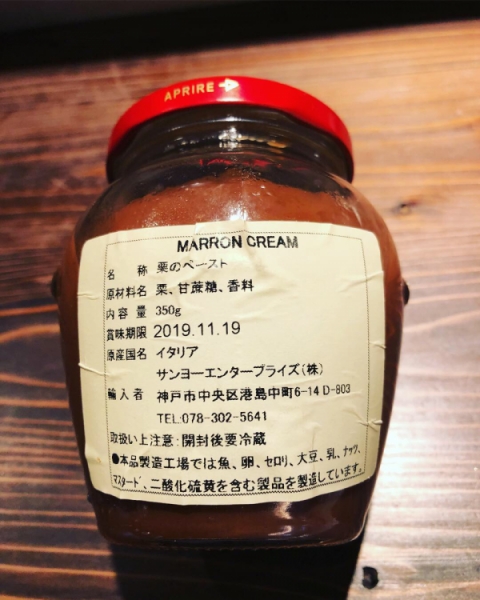 APRIRE
MARRON CREAM
名 称 栗のペースト
原材料名 栗、甘蔗糖、香料
内容量 350g
賞味期限 2019.11.19
原産国名 イタリア
サンヨーエンタープライズ(株)
輸入者 神戸市中央区港島中町6-14 D-803
TEL:078-302-5641
取扱い上注意:開封後要冷蔵
●本品製造工場では魚、卵、セロリ、大豆、乳、ナッツ、
マスタード、二酸化硫黄を含む製品を製造しています。